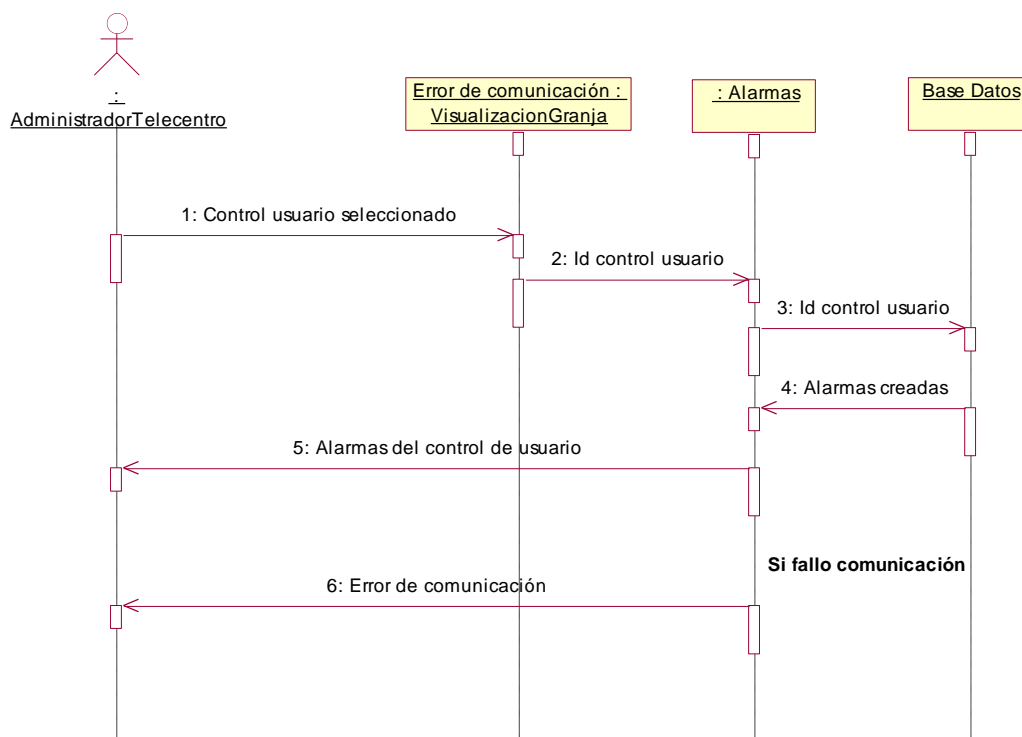 :
AdministradorTelecentro
Error de comunicación :
VisualizacionGranja
: Alarmas
Base Datos
1: Control usuario seleccionado
2: Id control usuario
3: Id control usuario
4: Alarmas creadas
5: Alarmas del control de usuario
Si fallo comunicación
6: Error de comunicación